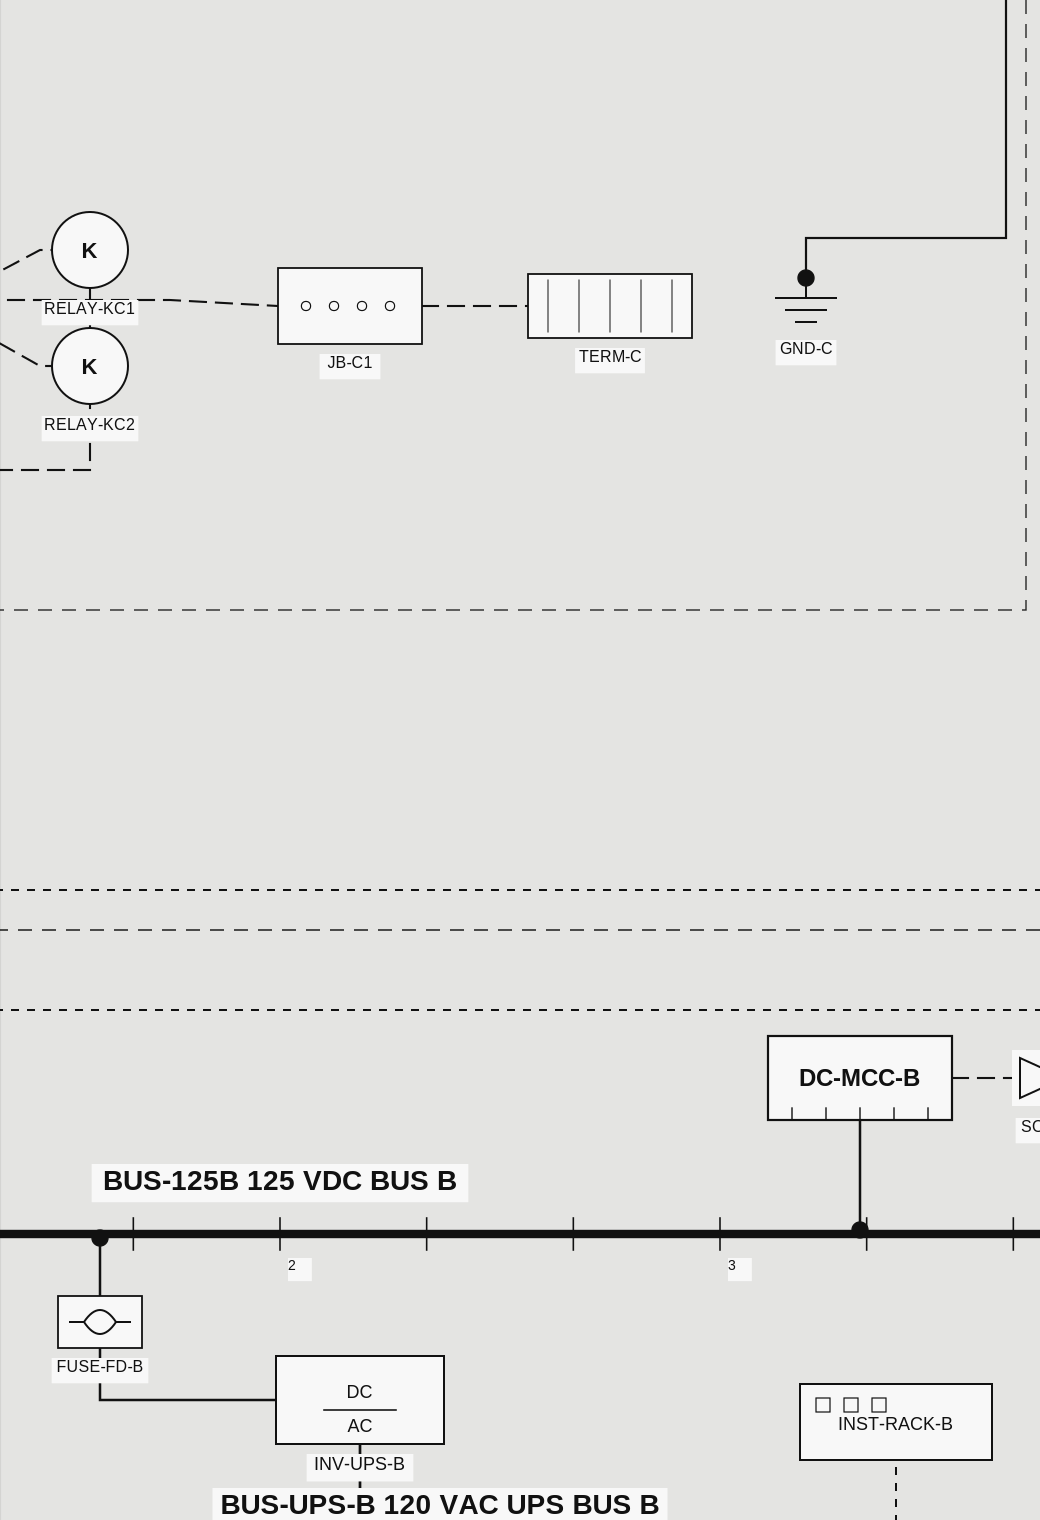 K
RELAY-KC1
K
RELAY-KC2
JB-C1
TERM-C
GND-C
DC-MCC-B
BUS-125B 125 VDC BUS B
2
3
FUSE-FD-B
DC
AC
INV-UPS-B
INST-RACK-B
BUS-UPS-B 120 VAC UPS BUS B